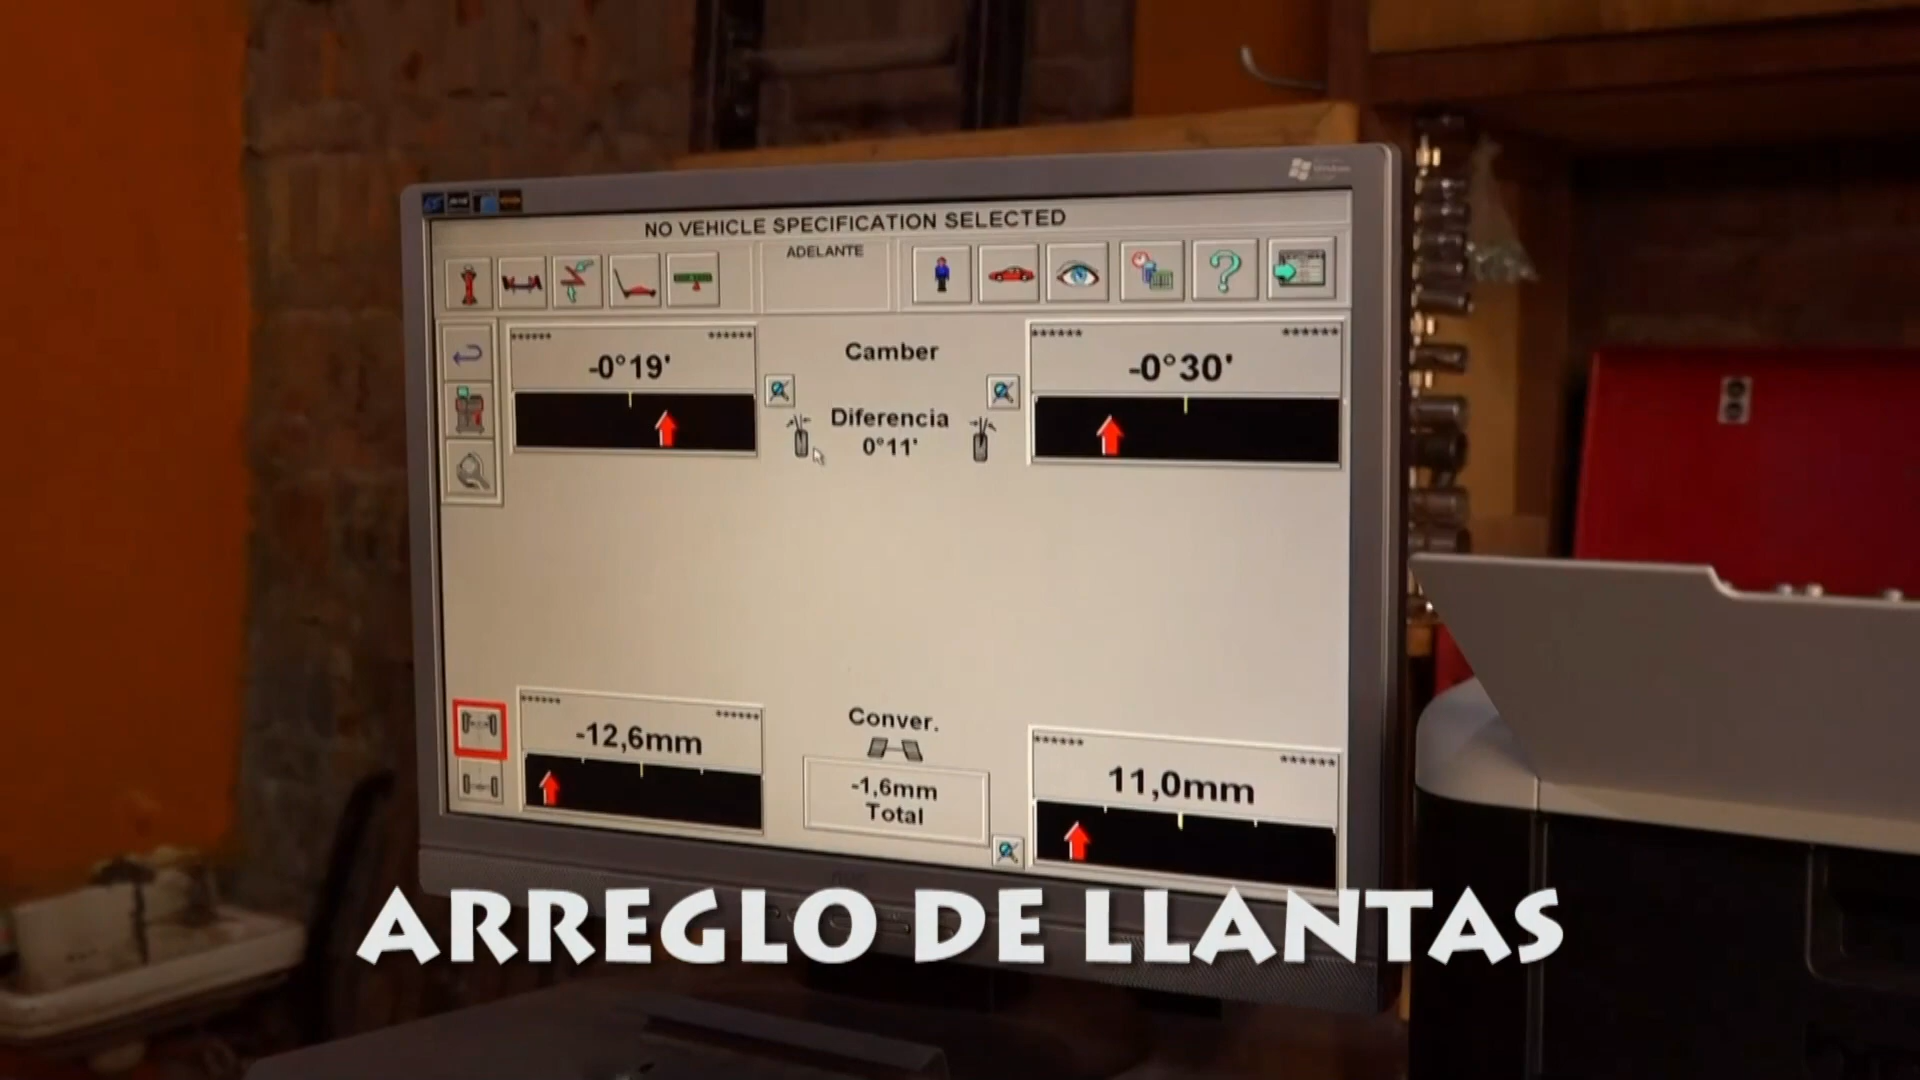 NO VEHICLE SPECIFICATION SELECTED
ADELANTE
****** ******
-0°19'
Camber
****** ******
-0°30'
Diferencia
0°11'
****** ******
-12,6mm
Conver.
-1,6mm
Total
****** ******
11,0mm
ARREGLO DE LLANTAS